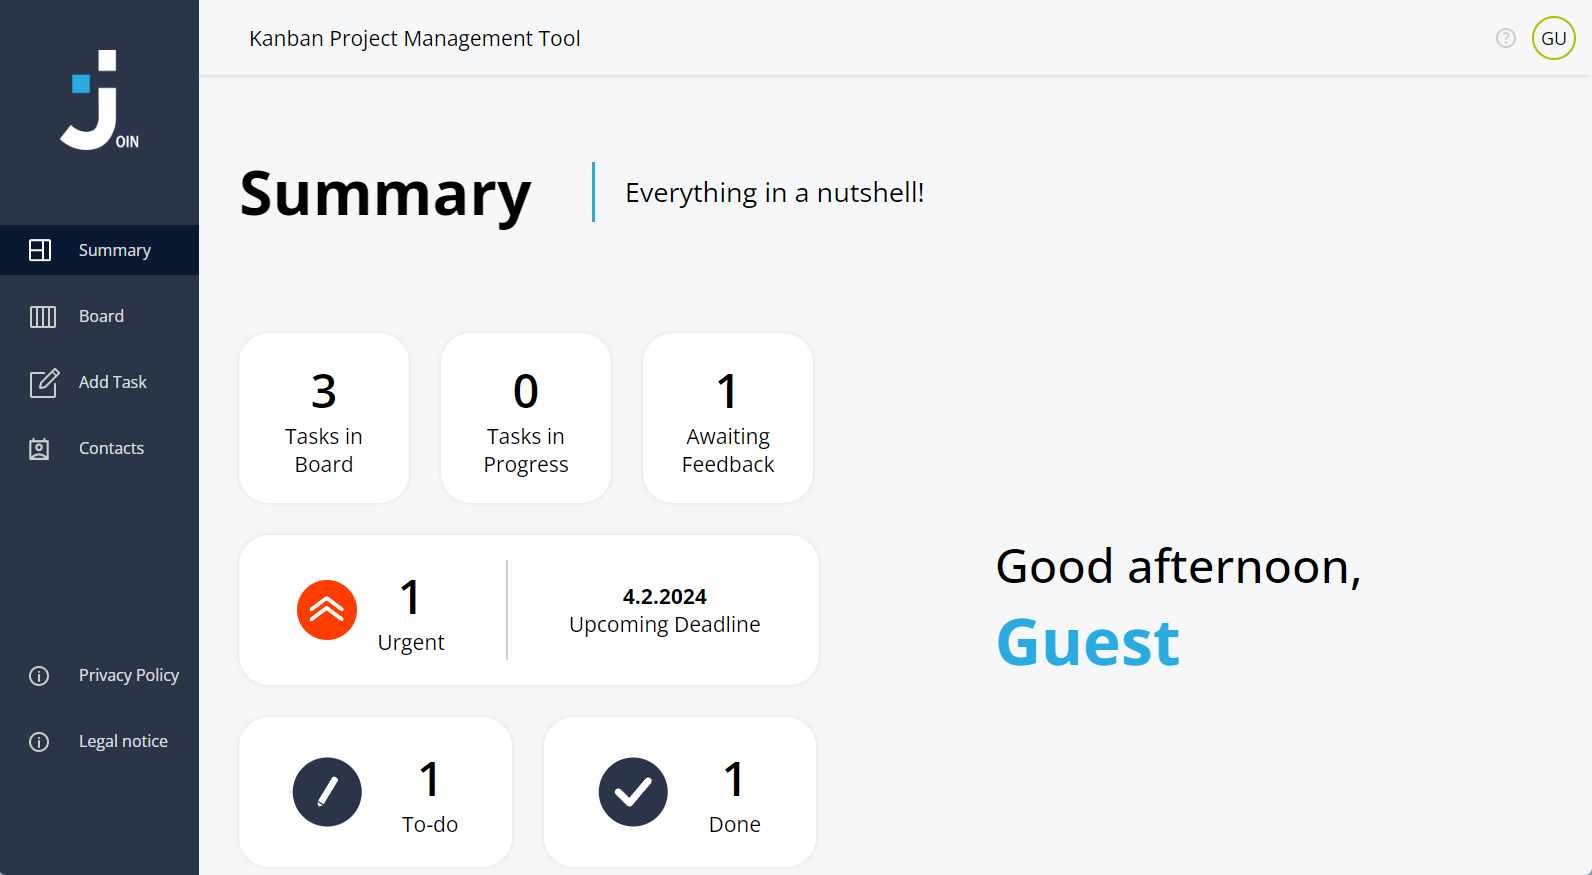 Kanban Project Management Tool
?
GU
JOIN
Summary
Everything in a nutshell!
Summary
Board
Add Task
Contacts
Privacy Policy
Legal notice
3
Tasks in
Board
0
Tasks in
Progress
1
Awaiting
Feedback
1
Urgent
4.2.2024
Upcoming Deadline
1
To-do
1
Done
Good afternoon,
Guest